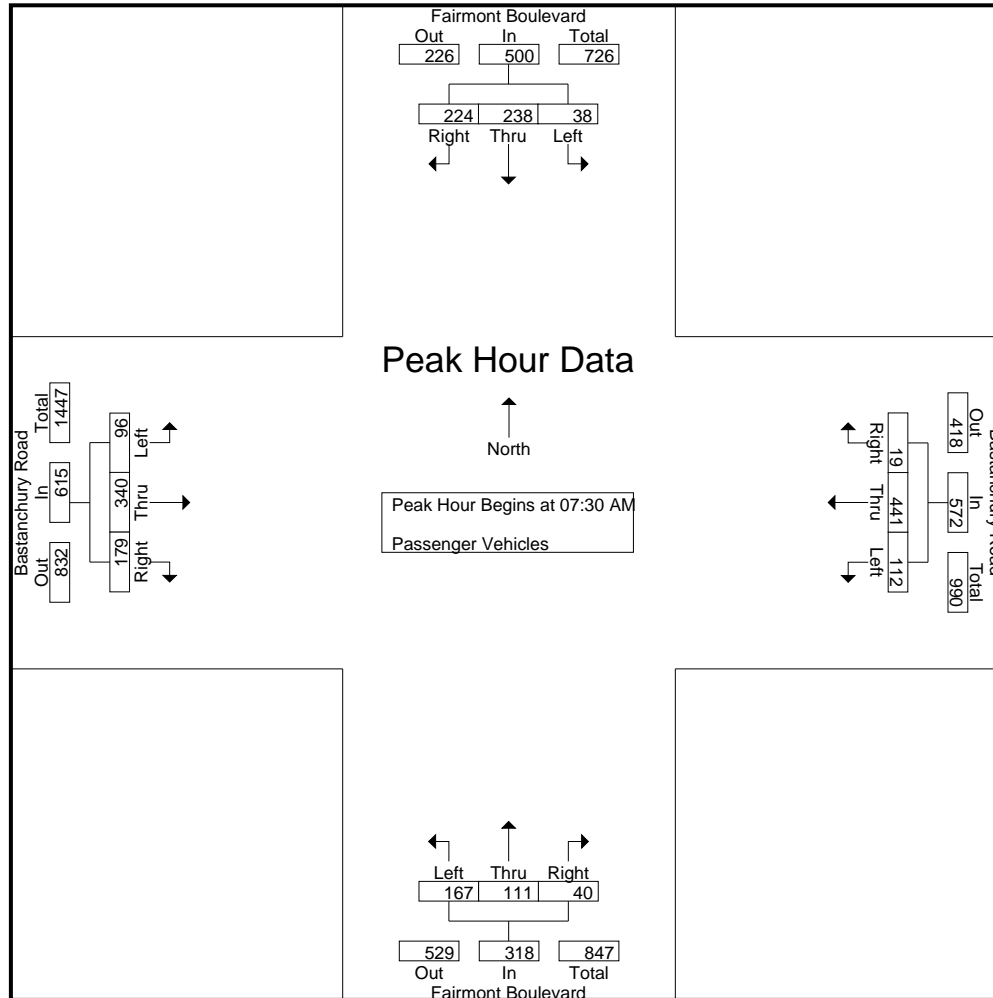 Fairmont Boulevard
Out In Total
226 500 726
224 238 38
Right Thru Left
Peak Hour Data
North
Peak Hour Begins at 07:30 AM
Passenger Vehicles
Bastanchury Road
Total In Out
1447 615 832
96 340 179
Left Thru Right
Bastanchury Road
Out In Total
418 572 990
19 441 112
Right Thru Left
Left Thru Right
167 111 40
529 318 847
Out In Total
Fairmont Boulevard